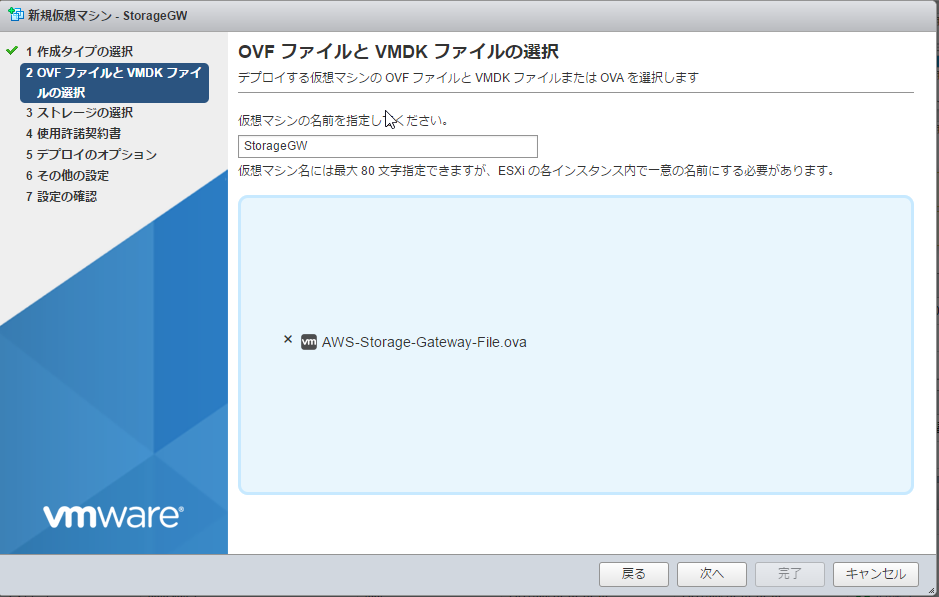 新規仮想マシン - StorageGW
1 作成タイプの選択
2 OVF ファイルと VMDK ファイ
ルの選択
3 ストレージの選択
4 使用許諾契約書
5 デプロイのオプション
6 その他の設定
7 設定の確認
vmware®
OVF ファイルと VMDK ファイルの選択
デプロイする仮想マシンの OVF ファイルと VMDK ファイルまたは OVA を選択します
仮想マシンの名前を指定してください。
StorageGW
仮想マシン名には最大 80 文字指定できますが、ESXi の各インスタンス内で一意の名前にする必要があります。
× vm AWS-Storage-Gateway-File.ova
戻る 次へ 完了 キャンセル